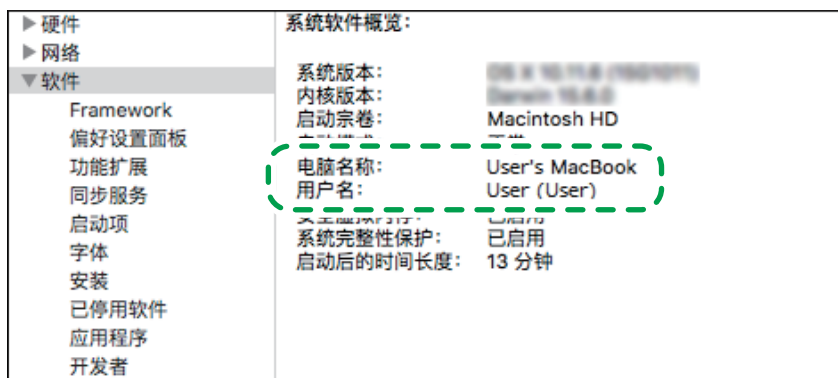 硬件
网络
软件
Framework
偏好设置面板
功能扩展
同步服务
启动项
字体
安装
已停用软件
应用程序
开发者
系统软件概览：
系统版本：
内核版本：
启动宗卷： Macintosh HD
电脑名称： User's MacBook
用户名： User (User)
系统完整性保护： 已启用
启动后的时间长度： 13 分钟